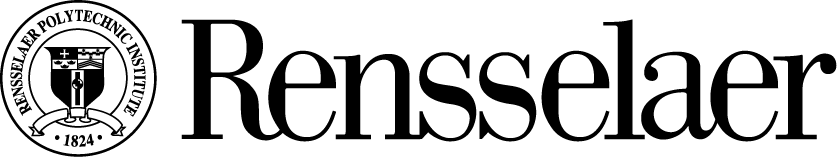 RENSSELAER POLYTECHNIC INSTITUTE
· 1824 ·
Rensselaer